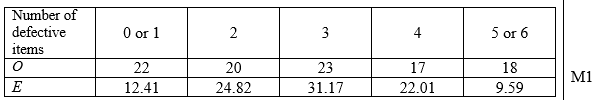 Number of
defective
items 0 or 1 2 3 4 5 or 6
O 22 20 23 17 18
E 12.41 24.82 31.17 22.01 9.59
M1